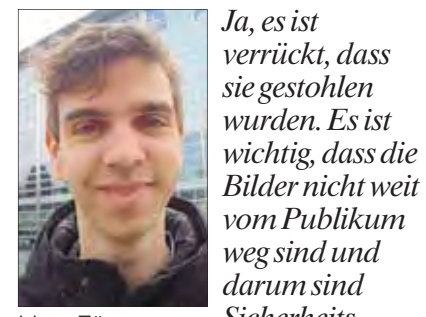 Ja, es ist
verrückt, dass
sie gestohlen
wurden. Es ist
wichtig, dass die
Bilder nicht weit
vom Publikum
weg sind und
darum sind
Sicherheits-